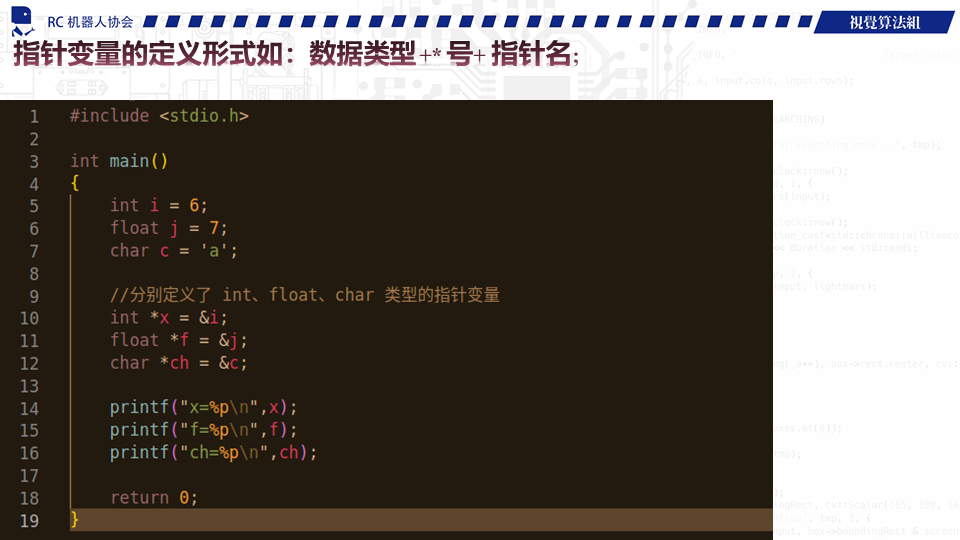 RC 机器人协会
視覺算法組
指针变量的定义形式如：数据类型+*号+ 指针名;
1 #include <stdio.h>
2
3 int main()
4 {
5 int i = 6;
6 float j = 7;
7 char c = 'a';
8
9 //分别定义了 int、float、char 类型的指针变量
10 int *x = &i;
11 float *f = &j;
12 char *ch = &c;
13
14 printf("x=%p\n",x);
15 printf("f=%p\n",f);
16 printf("ch=%p\n",ch);
17
18 return 0;
19 }